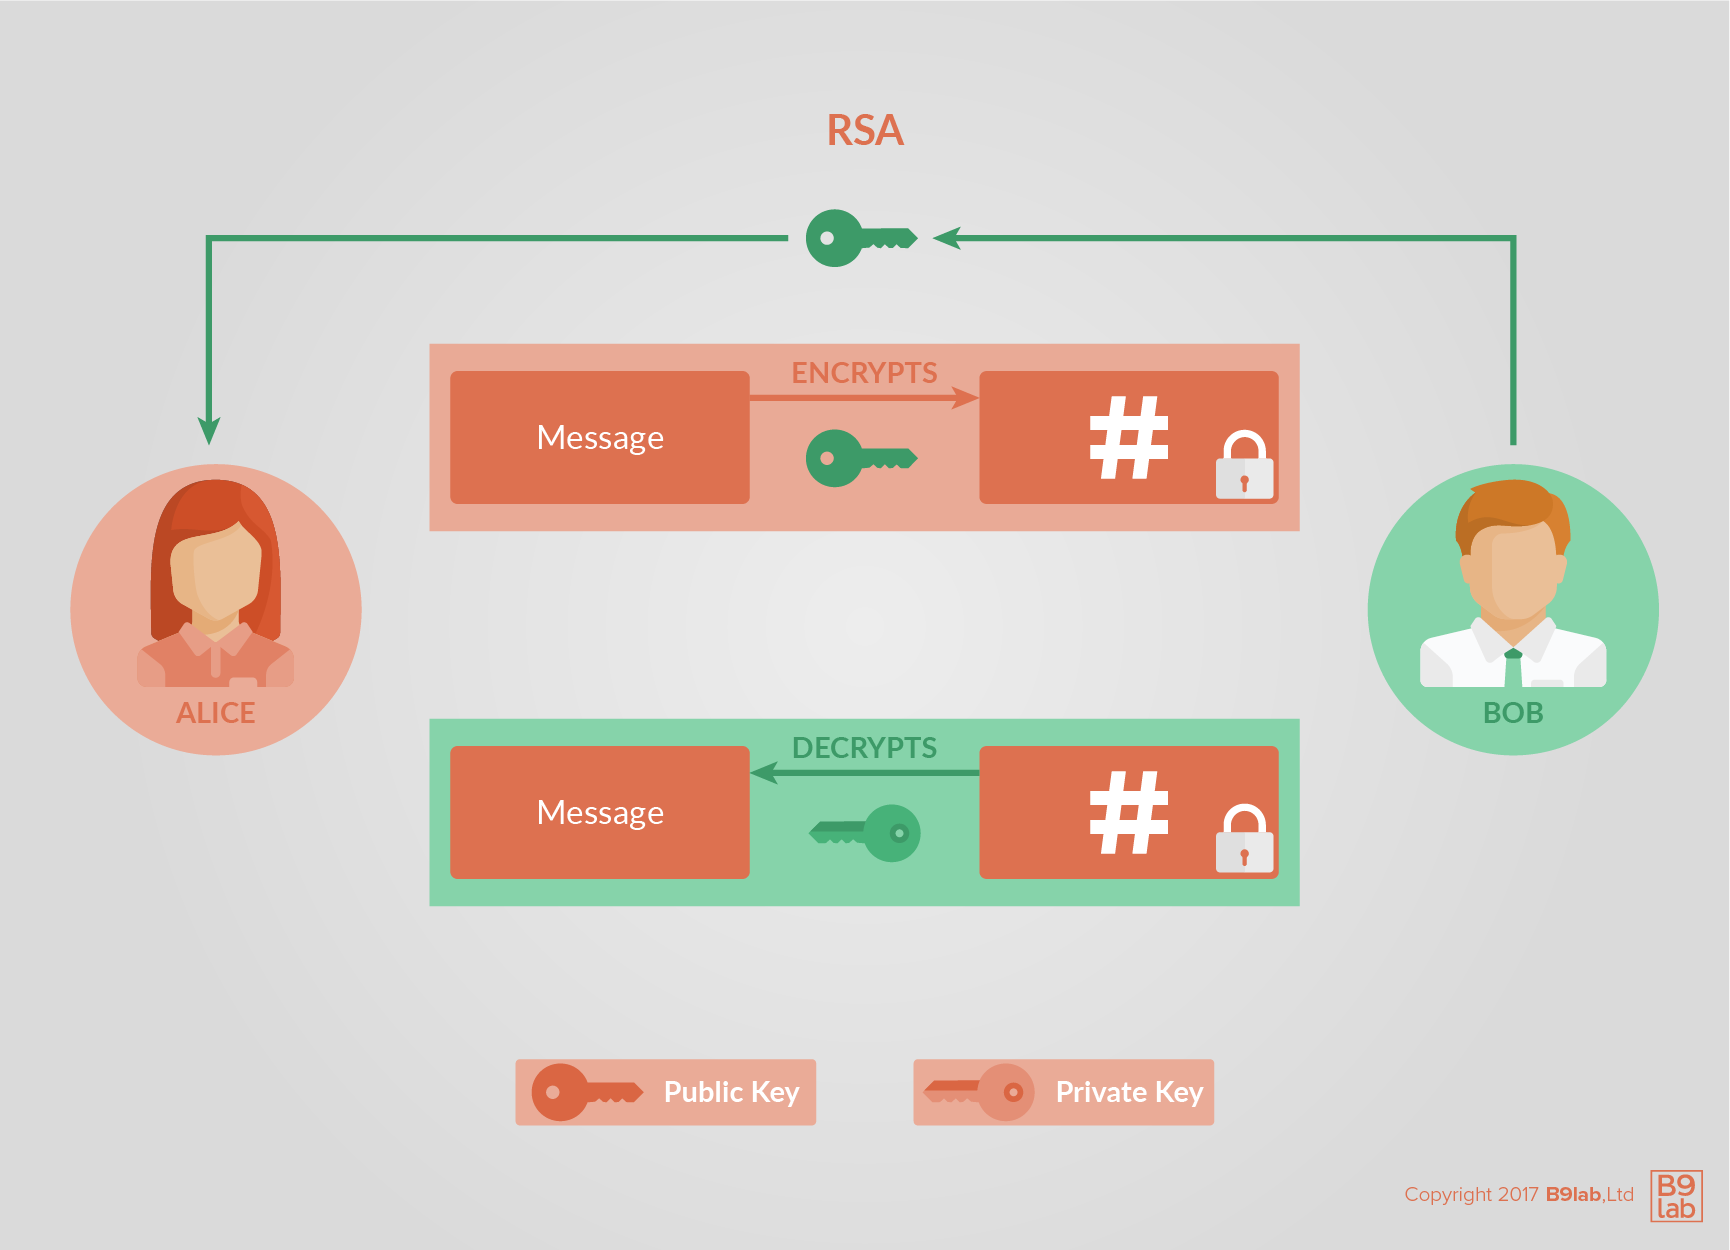 RSA
ENCRYPTS
Message
#
ALICE
BOB
DECRYPTS
Message
#
Public Key
Private Key
Copyright 2017 B9lab,Ltd
B9
lab